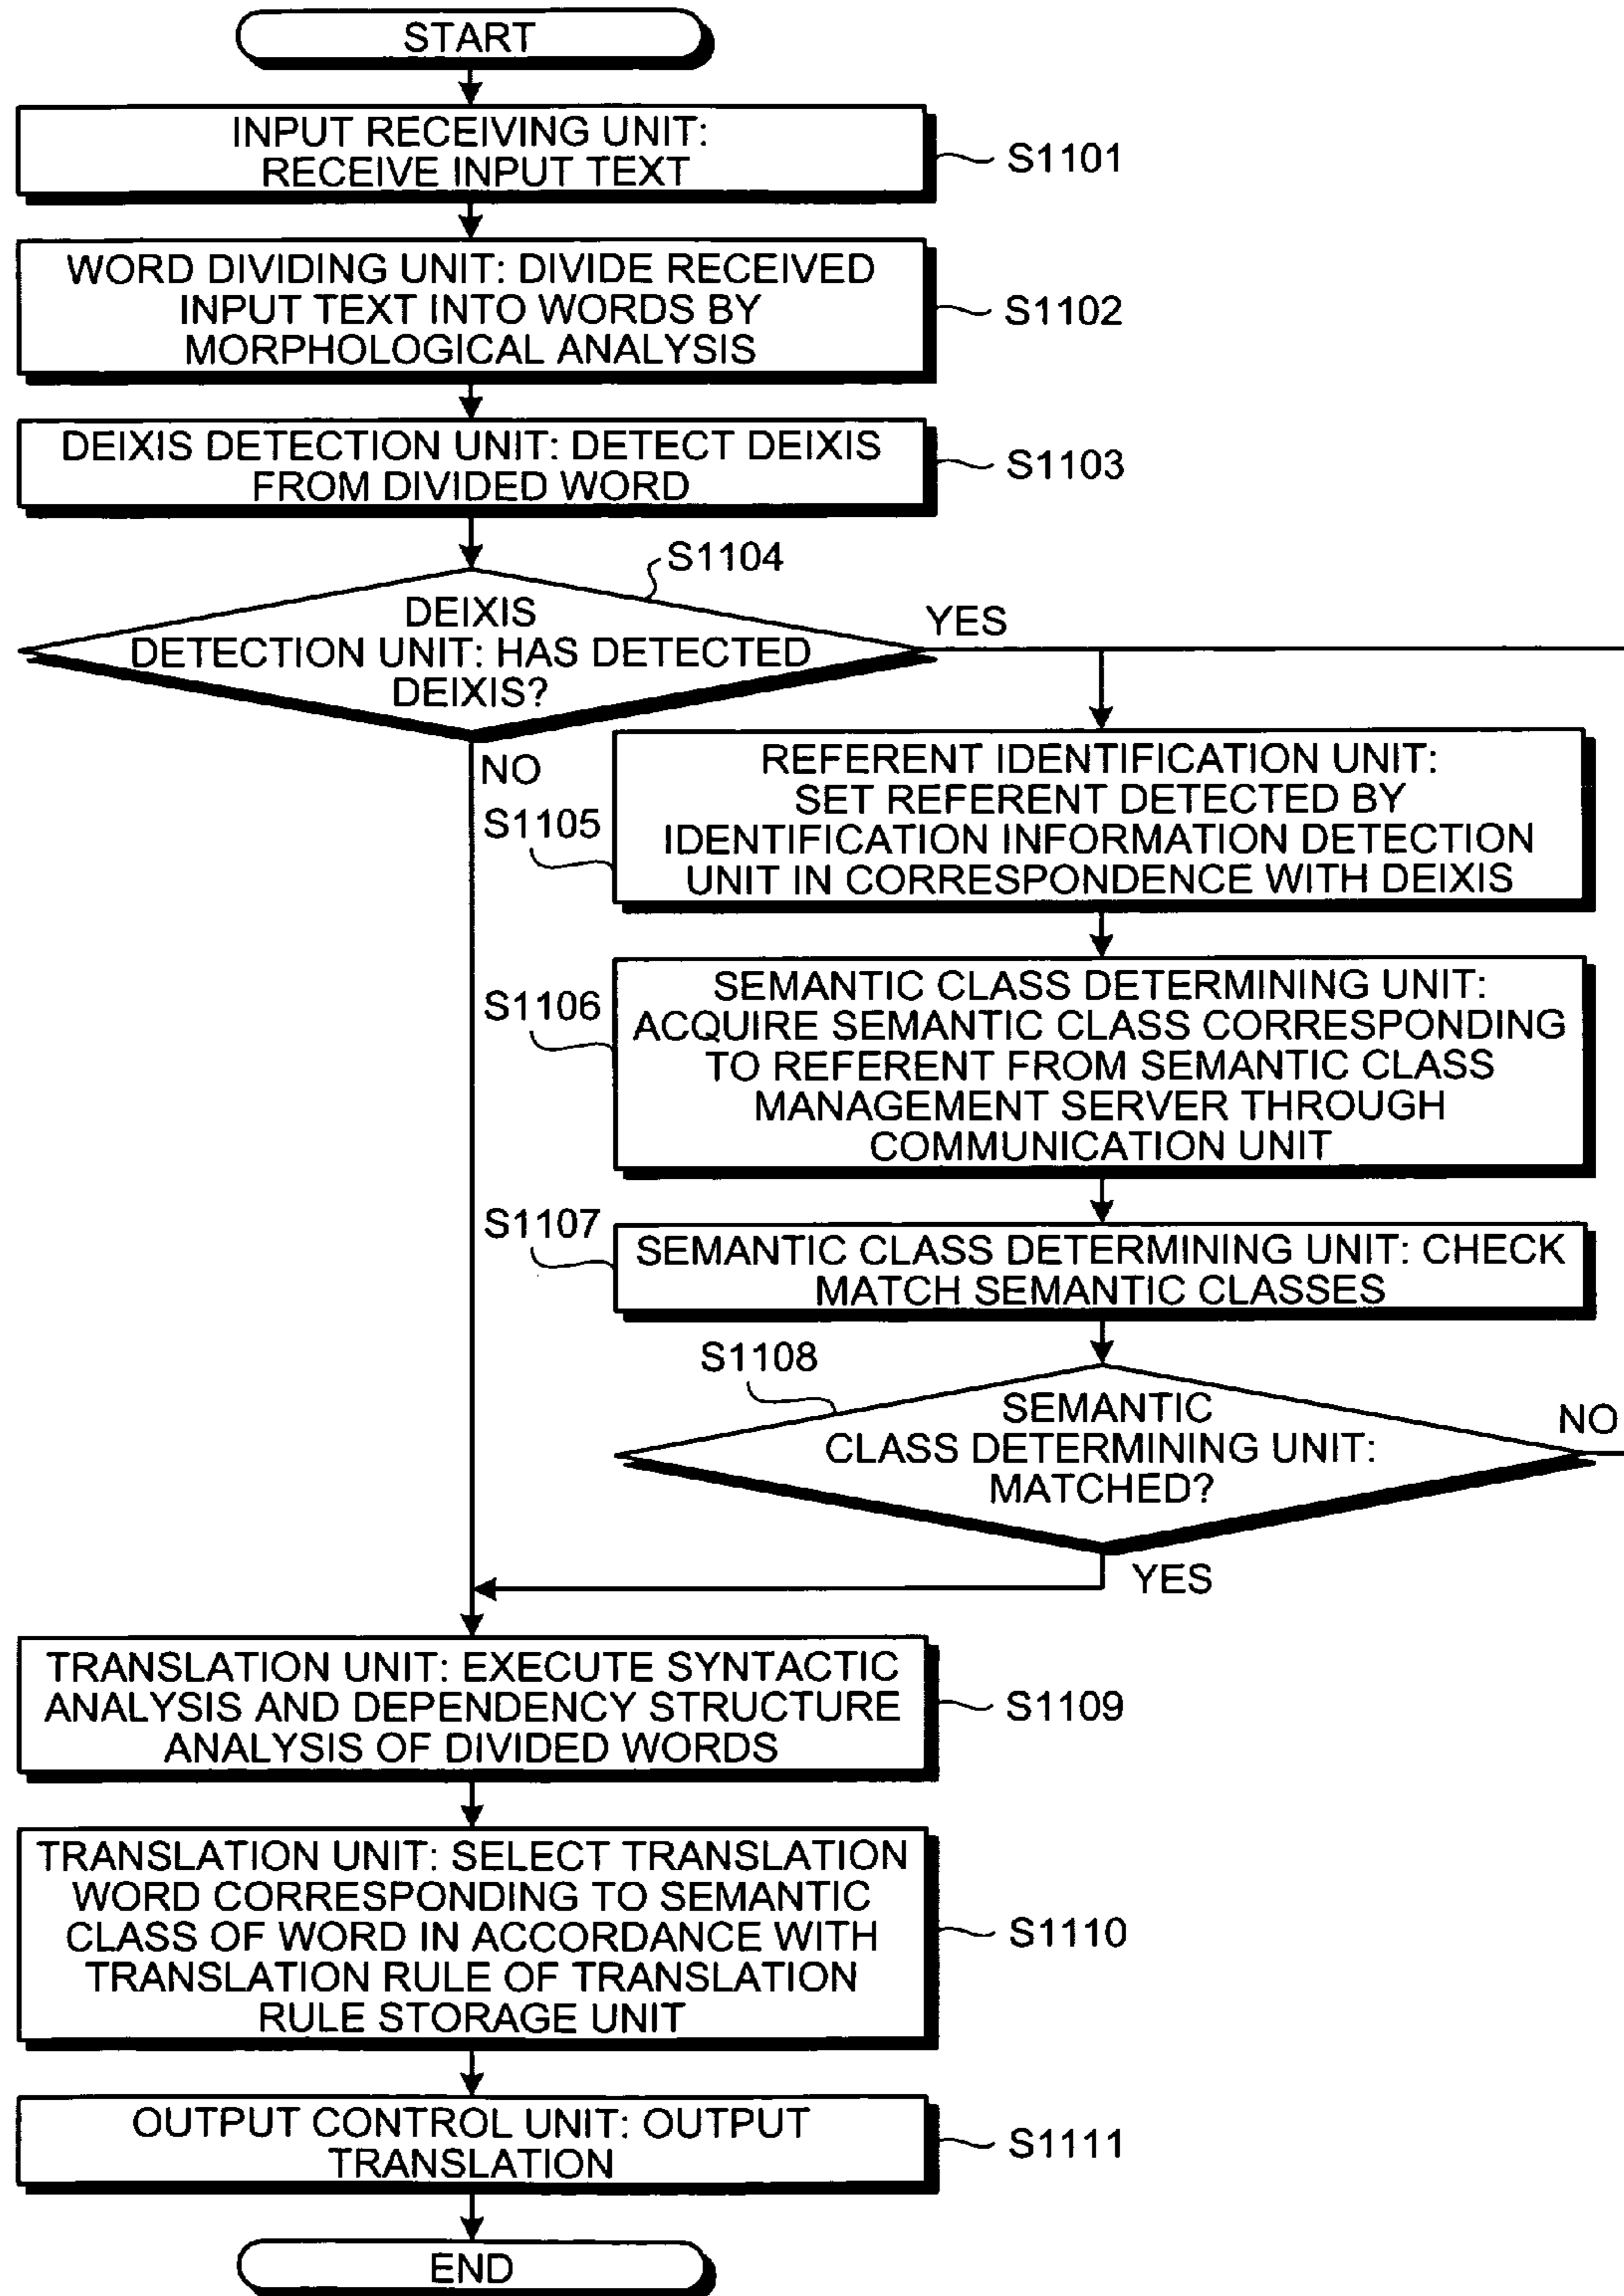 START
INPUT RECEIVING UNIT:
RECEIVE INPUT TEXT
S1101
WORD DIVIDING UNIT: DIVIDE RECEIVED
INPUT TEXT INTO WORDS BY
MORPHOLOGICAL ANALYSIS
S1102
DEIXIS DETECTION UNIT: DETECT DEIXIS
FROM DIVIDED WORD
S1103
S1104
DEIXIS
DETECTION UNIT: HAS DETECTED
DEIXIS?
YES
NO
S1105
REFERENT IDENTIFICATION UNIT:
SET REFERENT DETECTED BY
IDENTIFICATION INFORMATION DETECTION
UNIT IN CORRESPONDENCE WITH DEIXIS
S1106
SEMANTIC CLASS DETERMINING UNIT:
ACQUIRE SEMANTIC CLASS CORRESPONDING
TO REFERENT FROM SEMANTIC CLASS
MANAGEMENT SERVER THROUGH
COMMUNICATION UNIT
S1107
SEMANTIC CLASS DETERMINING UNIT: CHECK
MATCH SEMANTIC CLASSES
S1108
SEMANTIC
CLASS DETERMINING UNIT:
MATCHED?
NO
YES
TRANSLATION UNIT: EXECUTE SYNTACTIC
ANALYSIS AND DEPENDENCY STRUCTURE
ANALYSIS OF DIVIDED WORDS
S1109
TRANSLATION UNIT: SELECT TRANSLATION
WORD CORRESPONDING TO SEMANTIC
CLASS OF WORD IN ACCORDANCE WITH
TRANSLATION RULE OF TRANSLATION
RULE STORAGE UNIT
S1110
OUTPUT CONTROL UNIT: OUTPUT
TRANSLATION
S1111
END